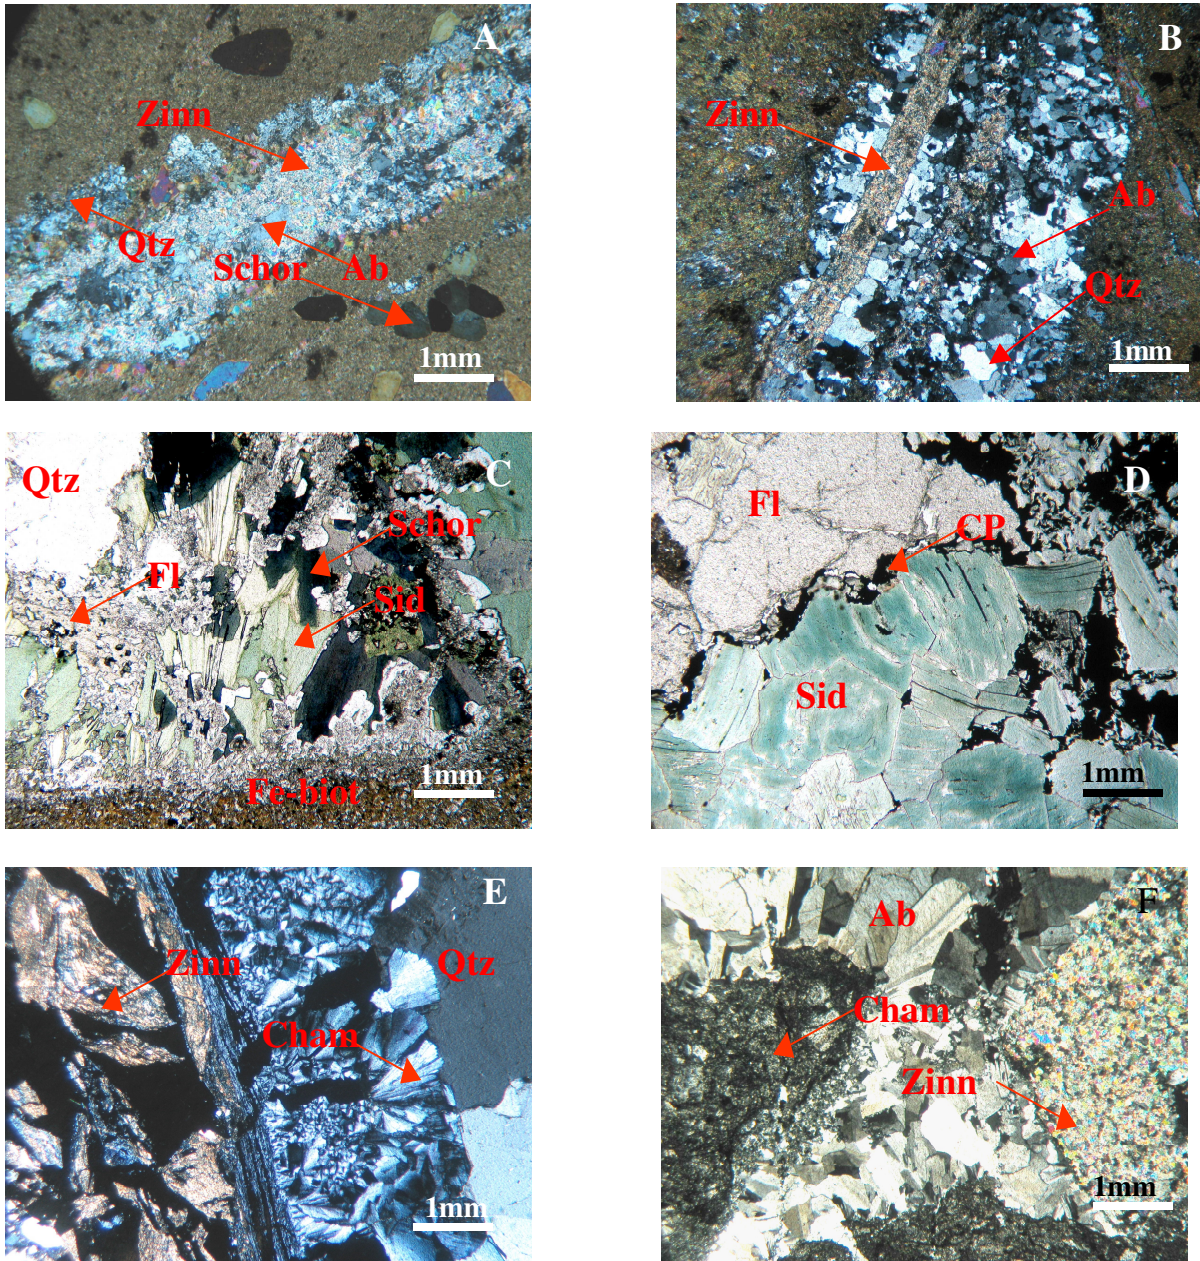 A
Zinn
Qtz
Schor
Ab
1mm
B
Zinn
Ab
Qtz
1mm
C
Qtz
Schor
Fl
Sid
Fe-biot
1mm
D
Fl
CP
Sid
1mm
E
Zinn
Qtz
Cham
1mm
F
Ab
Cham
Zinn
1mm